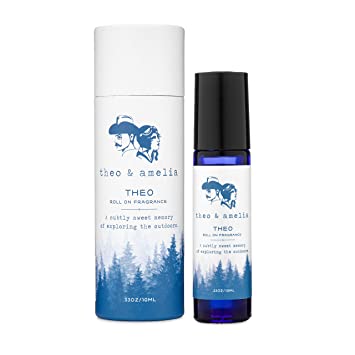 theo & amelia
THEO
ROLL ON FRAGRANCE
A subtly sweet memory
of exploring the outdoors
.33OZ/10ML
theo & amelia
THEO
ROLL ON FRAGRANCE
A subtly sweet memory
of exploring the outdoors
.33OZ/10ML